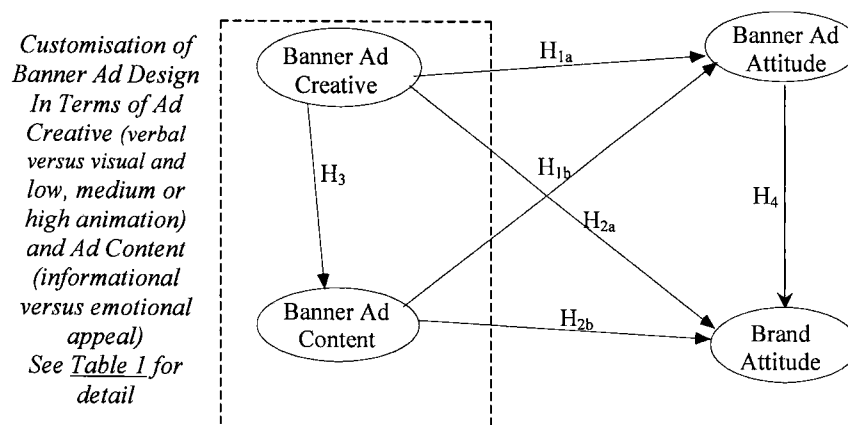 Customisation of
Banner Ad Design
In Terms of Ad
Creative (verbal
versus visual and
low, medium or
high animation)
and Ad Content
(informational
versus emotional
appeal)
See Table 1 for
detail
Banner Ad
Creative
Banner Ad
Attitude
H1a
H1b
H3
H2a
H4
Banner Ad
Content
H2b
Brand
Attitude